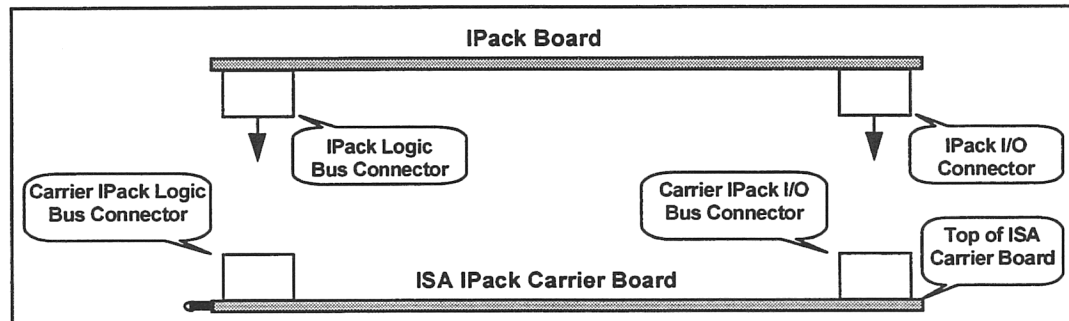 IPack Board
IPack Logic
Bus Connector
IPack I/O
Connector
Carrier IPack Logic
Bus Connector
Carrier IPack I/O
Bus Connector
Top of ISA
Carrier Board
ISA IPack Carrier Board